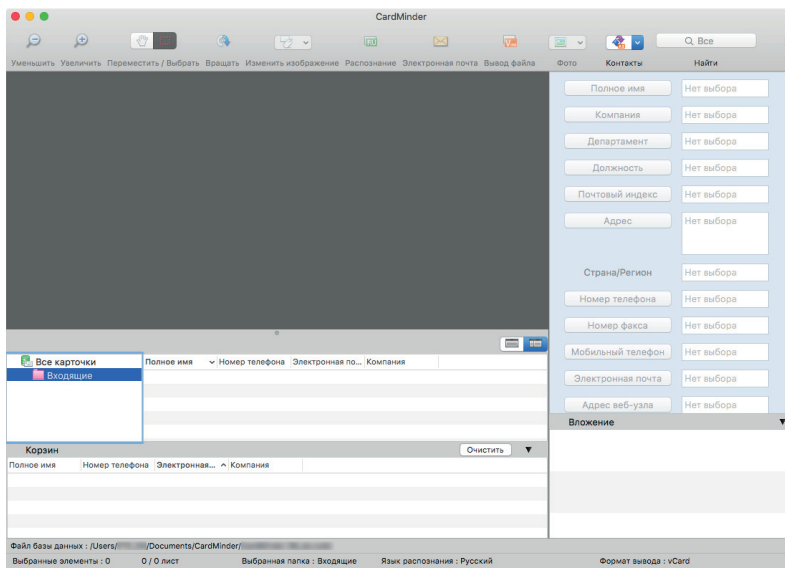 CardMinder
Все
Уменьшить Увеличить Переместить / Выбрать Вращать Изменить изображение Распознание Электронная почта Вывод файла Фото Контакты Найти
Полное имя Нет выбора
Компания Нет выбора
Департамент Нет выбора
Должность Нет выбора
Почтовый индекс Нет выбора
Адрес Нет выбора
Страна/Регион Нет выбора
Номер телефона Нет выбора
Номер факса Нет выбора
Мобильный телефон Нет выбора
Электронная почта Нет выбора
Адрес веб-узла Нет выбора
Вложение
Все карточки
Входящие
Полное имя Номер телефона Электронная по... Компания
Корзин Очистить
Полное имя Номер телефона Электронная... Компания
Файл базы данных : /Users/ /Documents/CardMinder/
Выбранные элементы : 0 0 / 0 лист Выбранная папка : Входящие Язык распознания : Русский Формат вывода : vCard